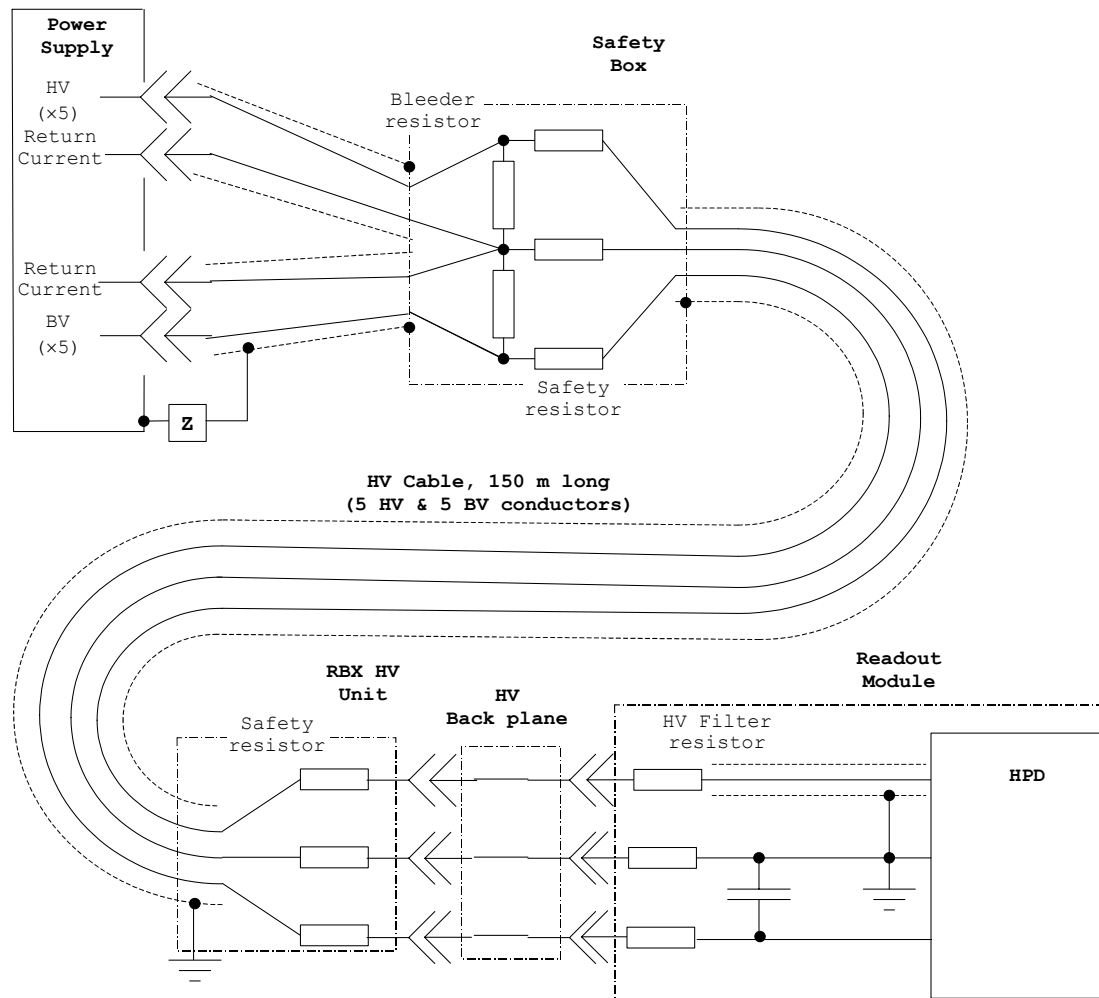 Power
Supply
HV
(×5)
Return
Current
Return
Current
BV
(×5)
Z
Safety
Box
Bleeder
resistor
Safety
resistor
HV Cable, 150 m long
(5 HV & 5 BV conductors)
RBX HV
Unit
Safety
resistor
HV
Back plane
Readout
Module
HV Filter
resistor
HPD